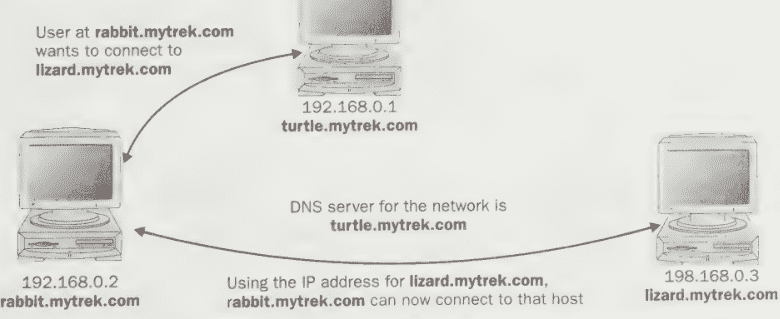 User at rabbit.mytrek.com
wants to connect to
lizard.mytrek.com
192.168.0.1
turtle.mytrek.com
DNS server for the network is
turtle.mytrek.com
192.168.0.2
rabbit.mytrek.com
Using the IP address for lizard.mytrek.com,
rabbit.mytrek.com can now connect to that host
198.168.0.3
lizard.mytrek.com